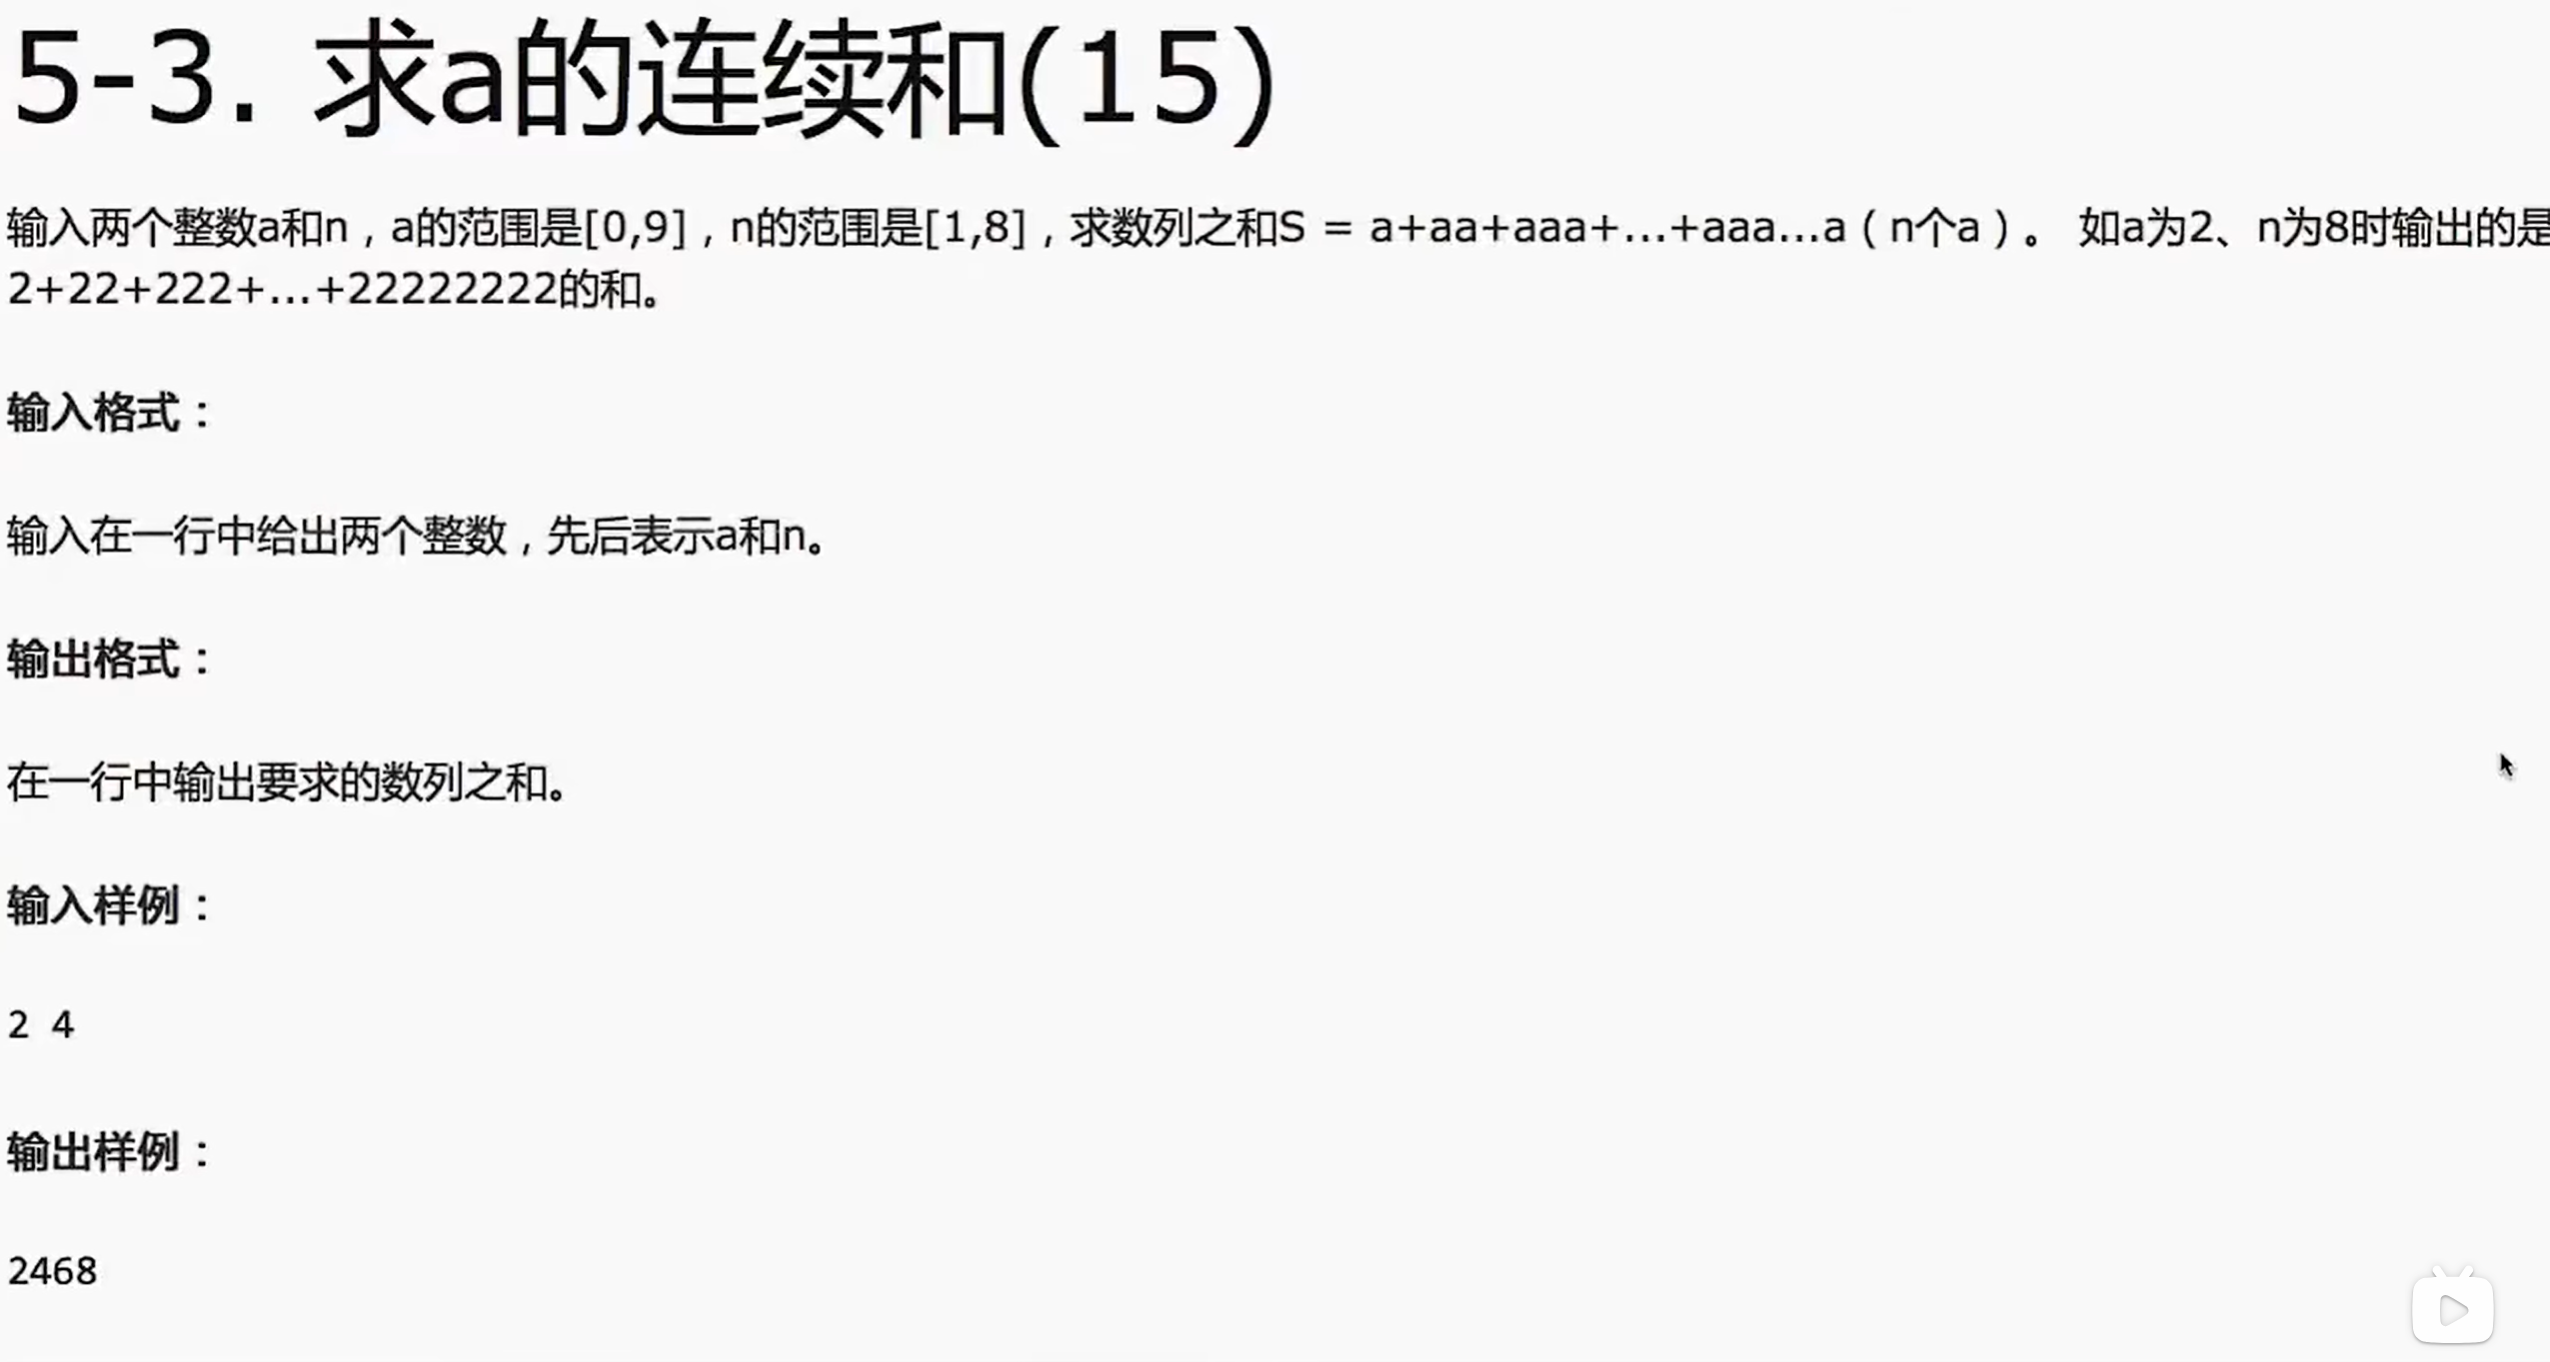 5-3. 求a的连续和(15)
输入两个整数a和n，a的范围是[0,9]，n的范围是[1,8]，求数列之和S = a+aa+aaa+...+aaa...a（n个a）。 如a为2、n为8时输出的是
2+22+222+...+22222222的和。
输入格式：
输入在一行中给出两个整数，先后表示a和n。
输出格式：
在一行中输出要求的数列之和。
输入样例：
2 4
输出样例：
2468